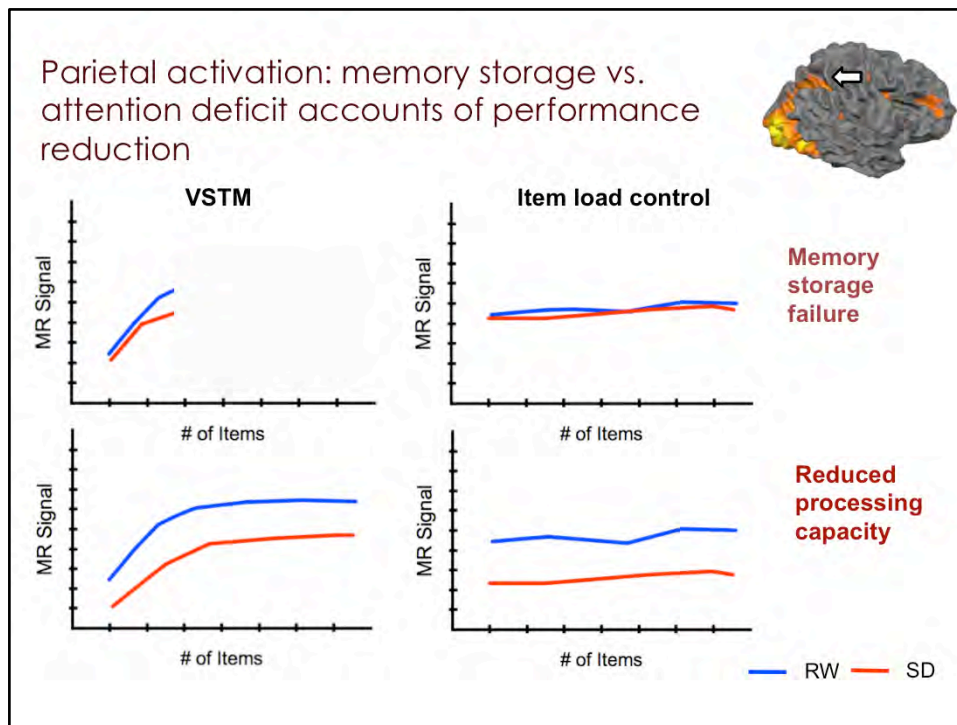 Parietal activation: memory storage vs.
attention deficit accounts of performance
reduction
VSTM
Item load control
MR Signal
# of Items
MR Signal
# of Items
Memory
storage
failure
MR Signal
# of Items
MR Signal
# of Items
Reduced
processing
capacity
RW
SD